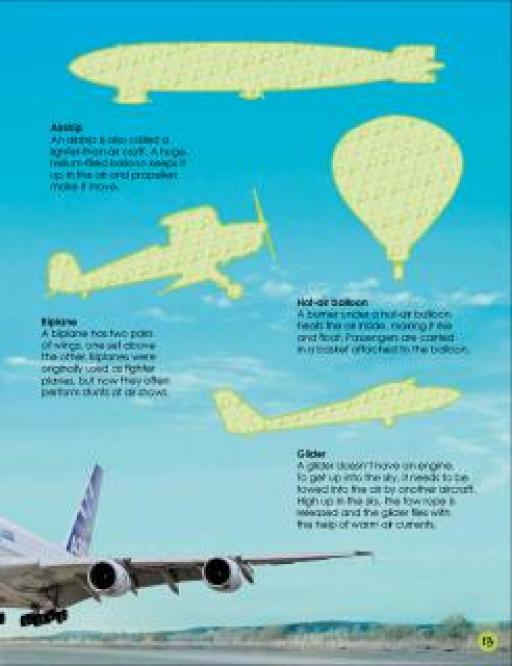 Airship
An airship is also called a
lighter-than-air craft. A huge
helium-filled balloon keeps it
up in the air and propellers
make it move.
Hot-air balloon
A burner under a hot-air balloon
heats the air inside, making it rise
and float. Passengers are carried
in a basket attached to the balloon.
Biplane
A biplane has two pairs
of wings, one set above
the other. Biplanes were
originally used as fighter
planes, but now they often
perform stunts at air shows.
Glider
A glider doesn't have an engine.
To get up into the sky, it needs to be
towed into the air by another aircraft.
High up in the sky, the tow rope is
released and the glider flies with
the help of warm air currents.
13